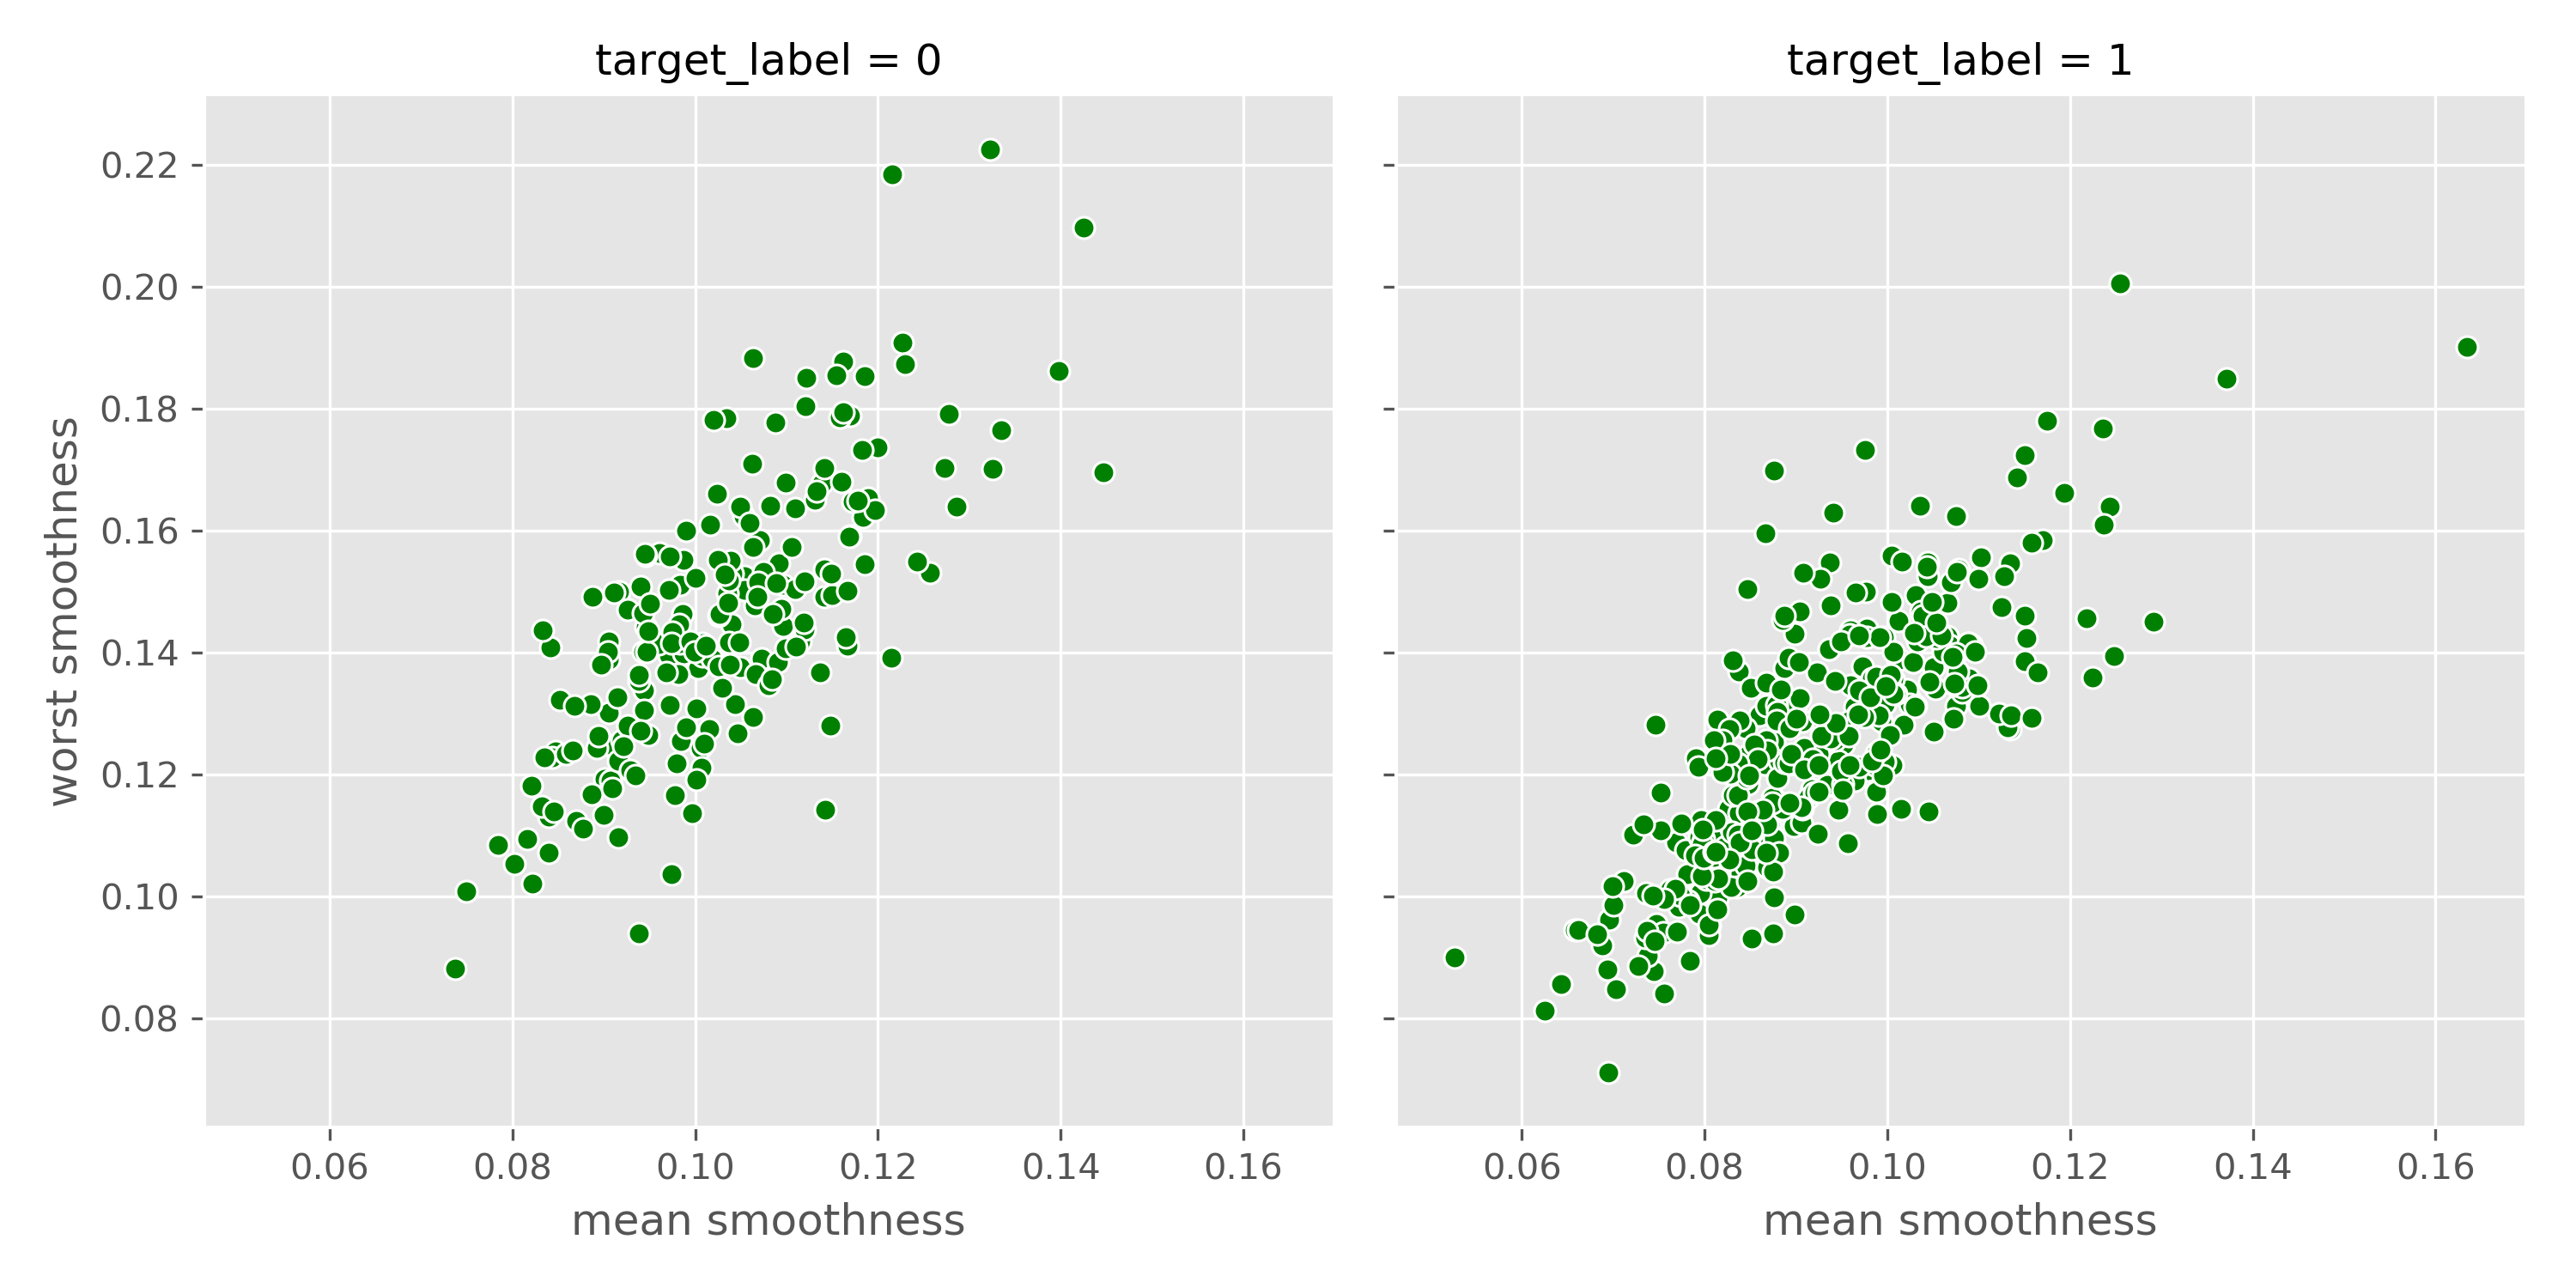 target_label = 0
target_label = 1
0.22
0.20
0.18
0.16
0.14
0.12
0.10
0.08
worst smoothness
0.06 0.08 0.10 0.12 0.14 0.16
0.06 0.08 0.10 0.12 0.14 0.16
mean smoothness
mean smoothness